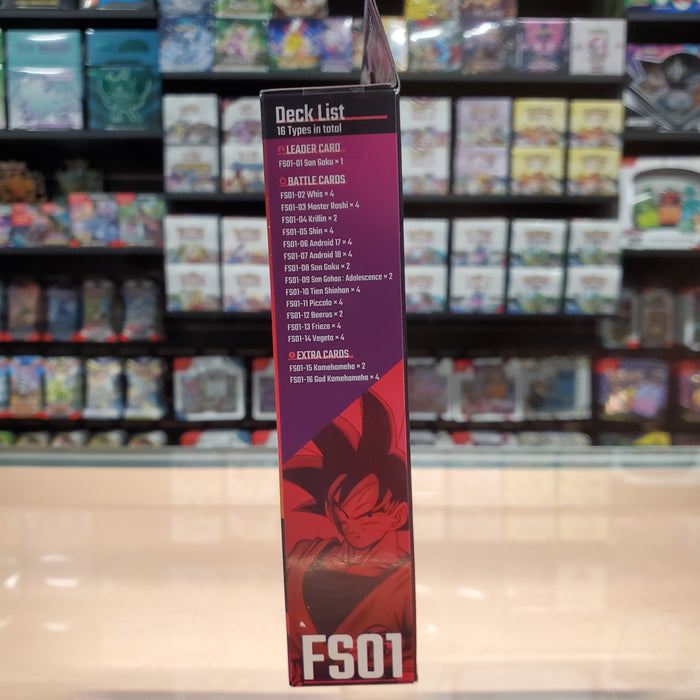 Deck List
16 Types in total
LEADER CARD
FS01-01 Son Goku × 1
BATTLE CARDS
FS01-02 Whis × 4
FS01-03 Master Roshi × 4
FS01-04 Krillin × 2
FS01-05 Shin × 4
FS01-06 Android 17 × 4
FS01-07 Android 18 × 4
FS01-08 Son Goku × 2
FS01-09 Son Gohan : Adolescence × 2
FS01-10 Tien Shinhan × 4
FS01-11 Piccolo × 4
FS01-12 Beerus × 2
FS01-13 Frieza × 4
FS01-14 Vegeta × 4
EXTRA CARDS
FS01-15 Kamehameha × 2
FS01-16 God Kamehameha × 4
FS01